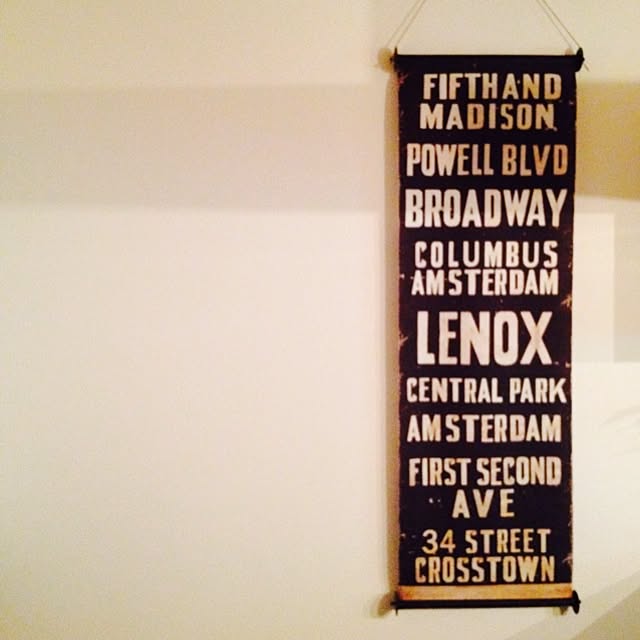 FIFTHAND
MADISON
POWELL BLVD
BROADWAY
COLUMBUS
AMSTERDAM
LENOX
CENTRAL PARK
AMSTERDAM
FIRST SECOND
AVE
34 STREET
CROSSTOWN